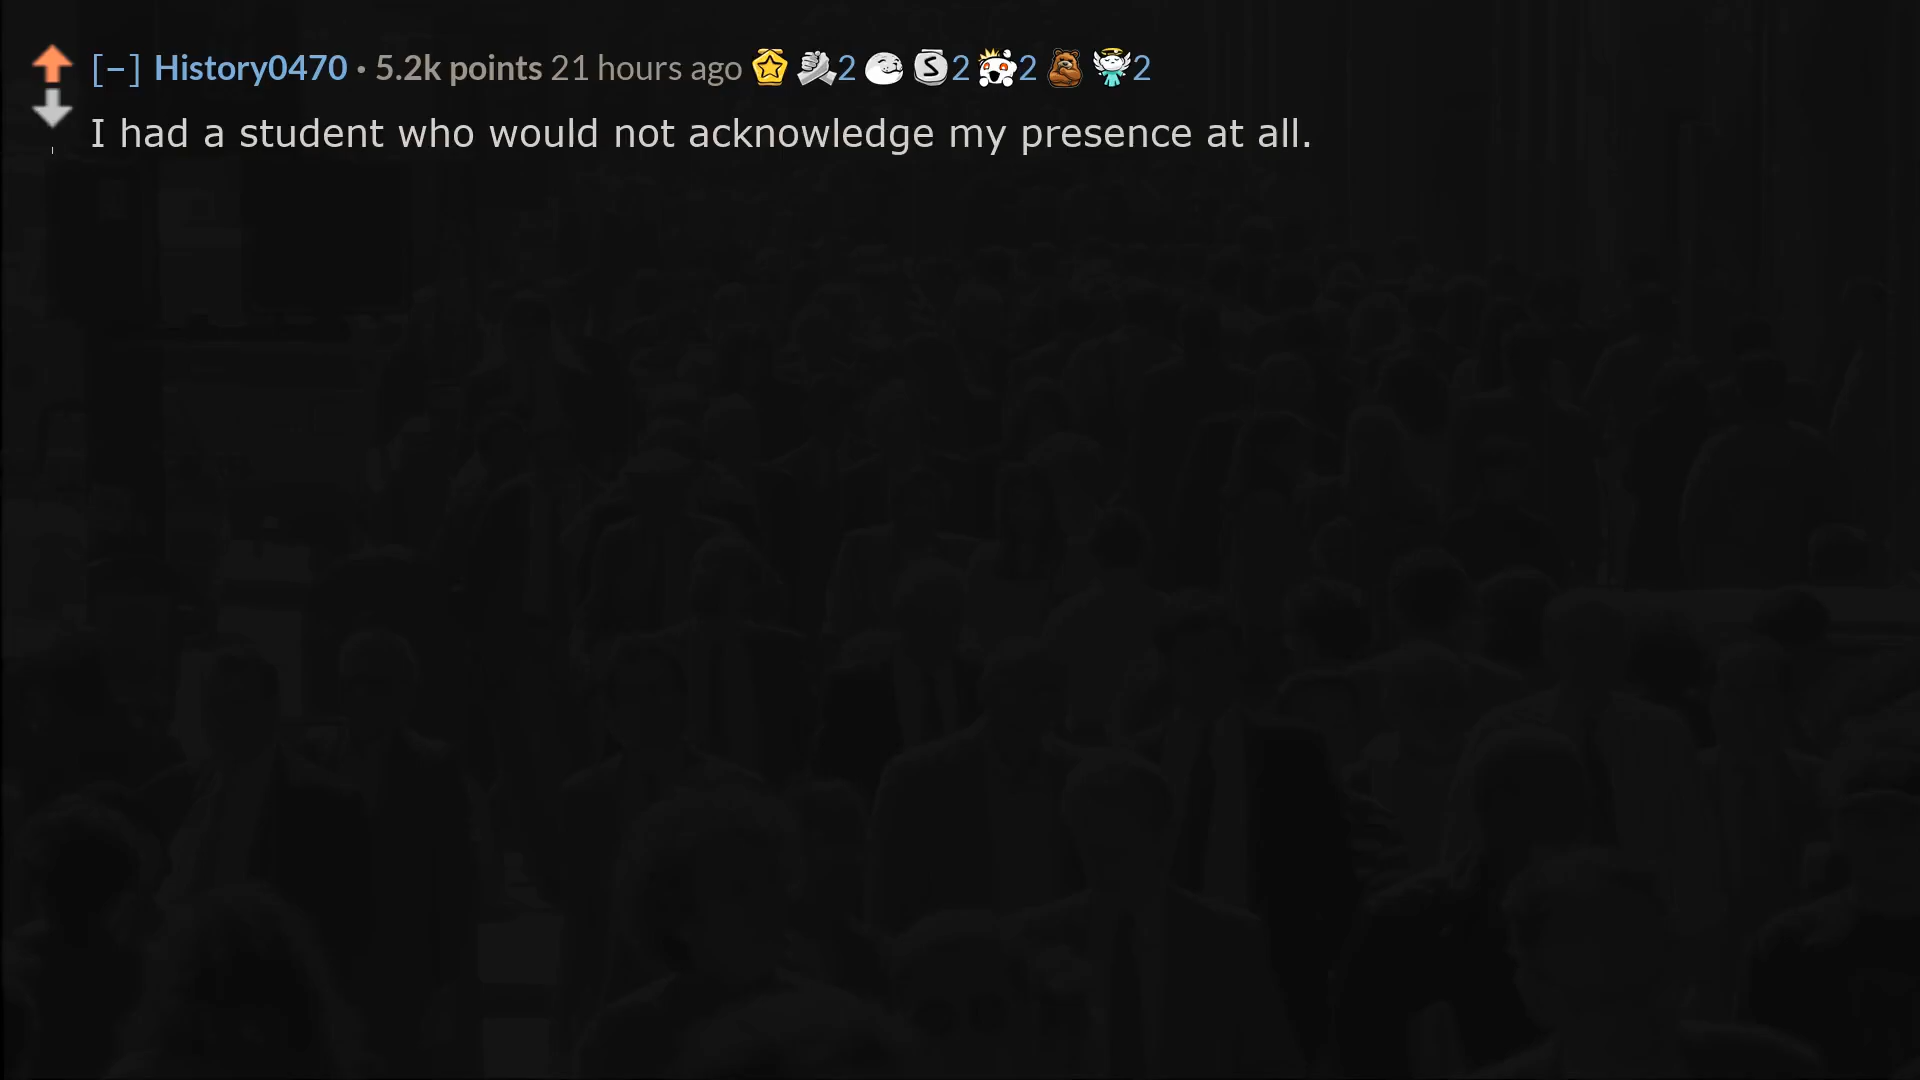 [–] History0470 · 5.2k points 21 hours ago 2 S 2 2 2
I had a student who would not acknowledge my presence at all.